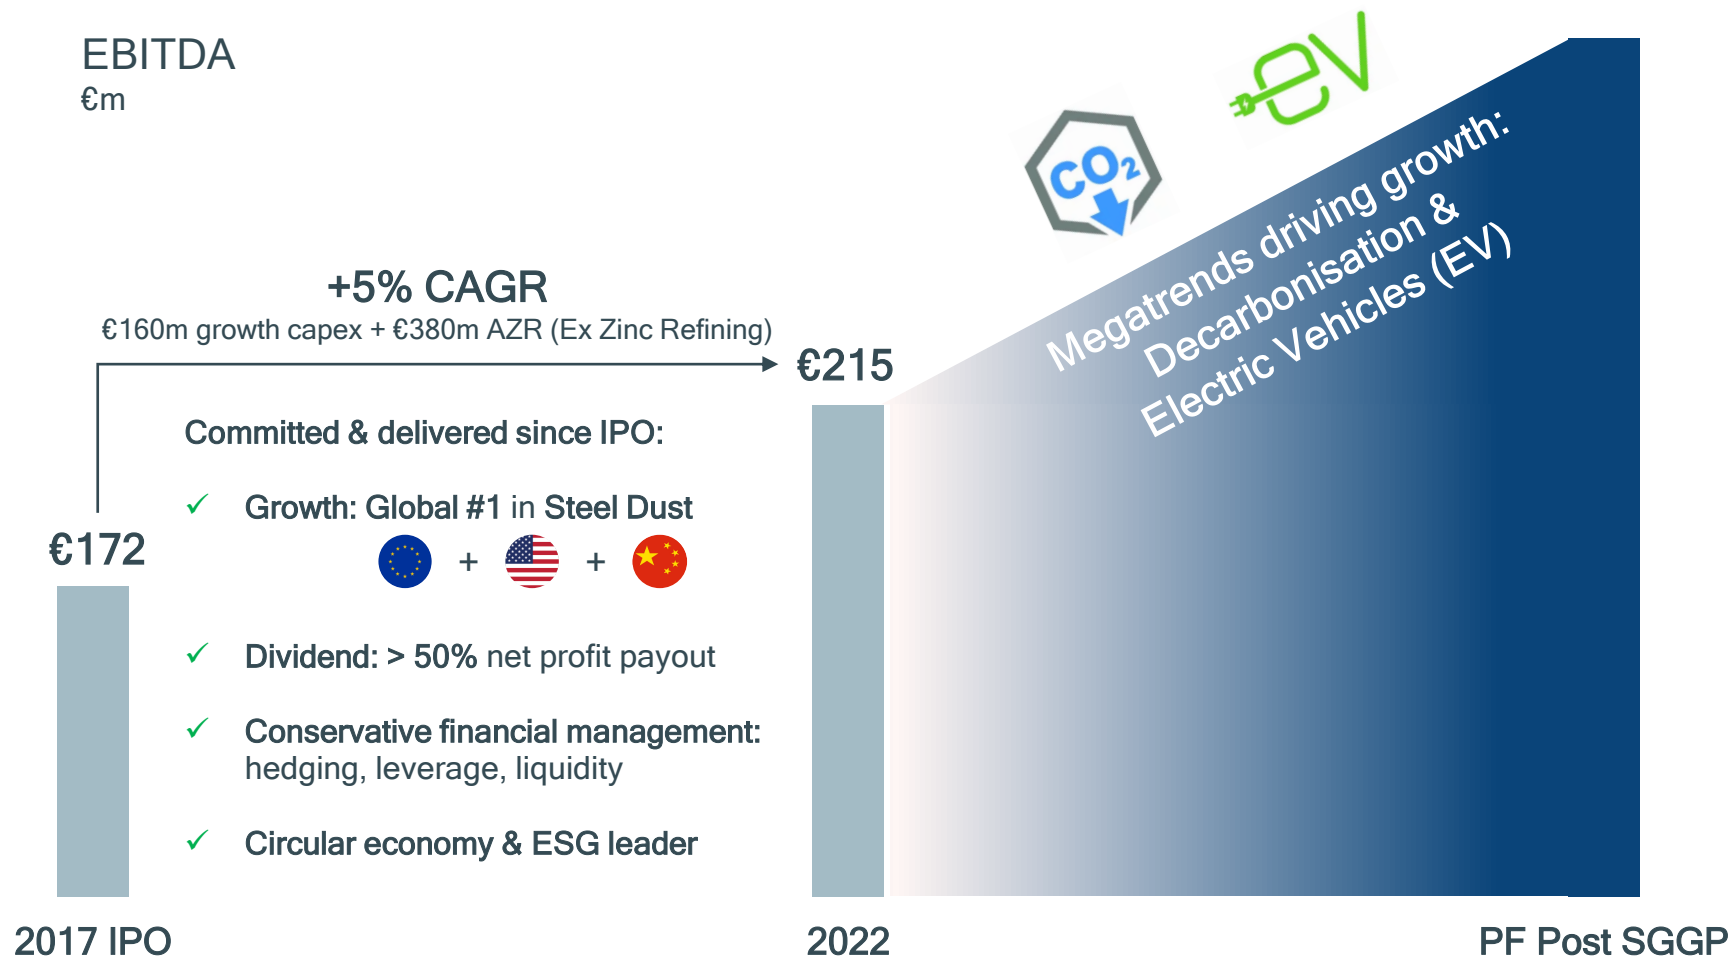 EBITDA
€m
+5% CAGR
€160m growth capex + €380m AZR (Ex Zinc Refining)
€215
Committed & delivered since IPO:
Growth: Global #1 in Steel Dust
+ +
€172
Dividend: > 50% net profit payout
Conservative financial management:
hedging, leverage, liquidity
Circular economy & ESG leader
CO2
eV
Megatrends driving growth:
Decarbonisation &
Electric Vehicles (EV)
2017 IPO
2022
PF Post SGGP